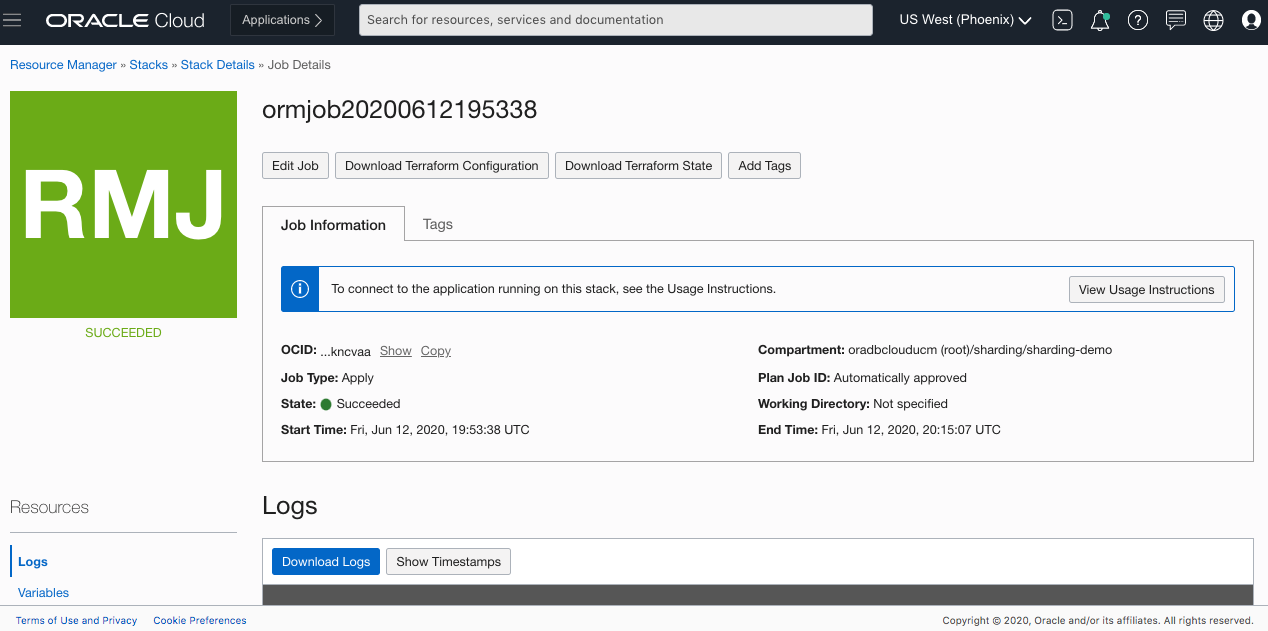 ORACLE Cloud Applications Search for resources, services and documentation US West (Phoenix)
Resource Manager » Stacks » Stack Details » Job Details
RMJ
SUCCEEDED
ormjob20200612195338
Edit Job Download Terraform Configuration Download Terraform State Add Tags
Job Information Tags
To connect to the application running on this stack, see the Usage Instructions. View Usage Instructions
OCID: ...kncvaa Show Copy
Compartment: oradbclouducm (root)/sharding/sharding-demo
Job Type: Apply
Plan Job ID: Automatically approved
State: Succeeded
Working Directory: Not specified
Start Time: Fri, Jun 12, 2020, 19:53:38 UTC
End Time: Fri, Jun 12, 2020, 20:15:07 UTC
Resources
Logs
Variables
Logs
Download Logs Show Timestamps
Terms of Use and Privacy Cookie Preferences
Copyright © 2020, Oracle and/or its affiliates. All rights reserved.